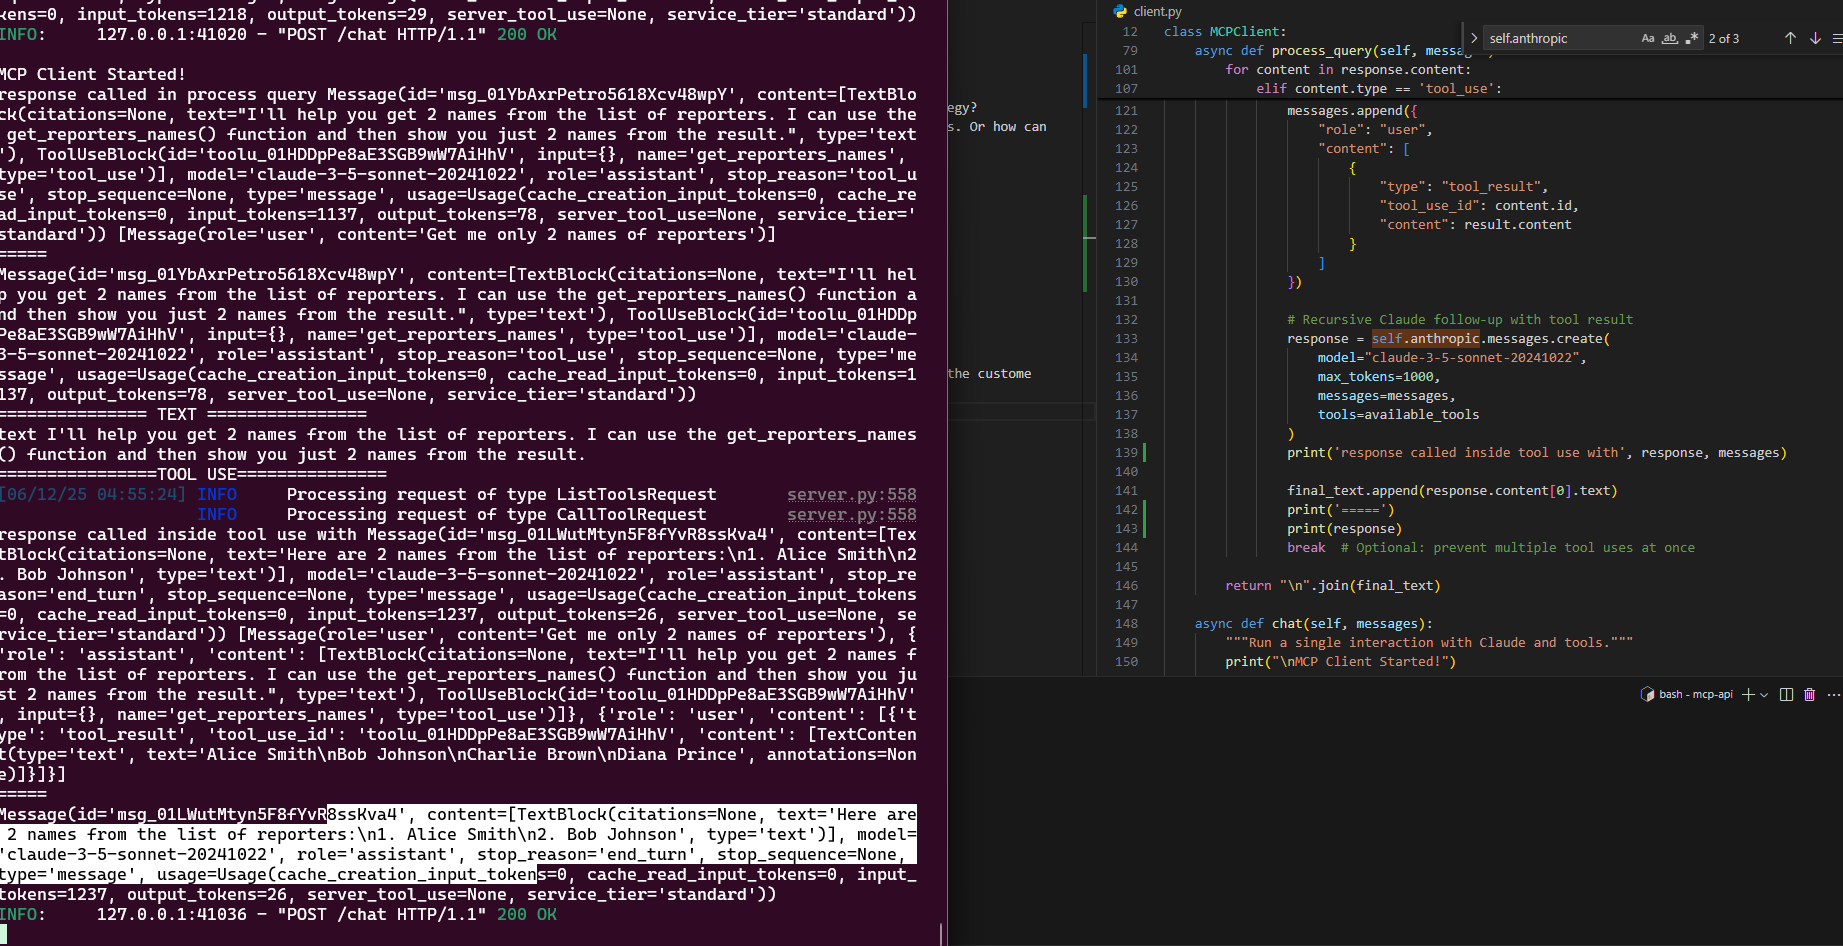 kens=0, input_tokens=1218, output_tokens=29, server_tool_use=None, service_tier='standard'))
INFO:     127.0.0.1:41020 - "POST /chat HTTP/1.1" 200 OK
MCP Client Started!
response called in process query Message(id='msg_01YbAxrPetro5618Xcv48wpY', content=[TextBlo
ck(citations=None, text="I'll help you get 2 names from the list of reporters. I can use the
 get_reporters_names() function and then show you just 2 names from the result.", type='text
'), ToolUseBlock(id='toolu_01HDDpPe8aE3SGB9wW7AiHhV', input={}, name='get_reporters_names',
type='tool_use')], model='claude-3-5-sonnet-20241022', role='assistant', stop_reason='tool_u
se', stop_sequence=None, type='message', usage=Usage(cache_creation_input_tokens=0, cache_re
ad_input_tokens=0, input_tokens=1137, output_tokens=78, server_tool_use=None, service_tier='
standard')) [Message(role='user', content='Get me only 2 names of reporters')]
=====
Message(id='msg_01YbAxrPetro5618Xcv48wpY', content=[TextBlock(citations=None, text="I'll hel
p you get 2 names from the list of reporters. I can use the get_reporters_names() function a
nd then show you just 2 names from the result.", type='text'), ToolUseBlock(id='toolu_01HDDp
Pe8aE3SGB9wW7AiHhV', input={}, name='get_reporters_names', type='tool_use')], model='claude-
3-5-sonnet-20241022', role='assistant', stop_reason='tool_use', stop_sequence=None, type='me
ssage', usage=Usage(cache_creation_input_tokens=0, cache_read_input_tokens=0, input_tokens=1
137, output_tokens=78, server_tool_use=None, service_tier='standard'))
=============== TEXT ================
text I'll help you get 2 names from the list of reporters. I can use the get_reporters_names
() function and then show you just 2 names from the result.
================TOOL USE===============
[06/12/25 04:55:24] INFO     Processing request of type ListToolsRequest       server.py:558
                    INFO     Processing request of type CallToolRequest        server.py:558
response called inside tool use with Message(id='msg_01LWutMtyn5F8fYvR8ssKva4', content=[Tex
tBlock(citations=None, text='Here are 2 names from the list of reporters:\n1. Alice Smith\n2
. Bob Johnson', type='text')], model='claude-3-5-sonnet-20241022', role='assistant', stop_re
ason='end_turn', stop_sequence=None, type='message', usage=Usage(cache_creation_input_tokens
=0, cache_read_input_tokens=0, input_tokens=1237, output_tokens=26, server_tool_use=None, se
rvice_tier='standard')) [Message(role='user', content='Get me only 2 names of reporters'), {
'role': 'assistant', 'content': [TextBlock(citations=None, text="I'll help you get 2 names f
rom the list of reporters. I can use the get_reporters_names() function and then show you ju
st 2 names from the result.", type='text'), ToolUseBlock(id='toolu_01HDDpPe8aE3SGB9wW7AiHhV'
, input={}, name='get_reporters_names', type='tool_use')]}, {'role': 'user', 'content': [{'t
ype': 'tool_result', 'tool_use_id': 'toolu_01HDDpPe8aE3SGB9wW7AiHhV', 'content': [TextConten
t(type='text', text='Alice Smith\nBob Johnson\nCharlie Brown\nDiana Prince', annotations=Non
e)]}]}]
=====
Message(id='msg_01LWutMtyn5F8fYvR8ssKva4', content=[TextBlock(citations=None, text='Here are
 2 names from the list of reporters:\n1. Alice Smith\n2. Bob Johnson', type='text')], model=
'claude-3-5-sonnet-20241022', role='assistant', stop_reason='end_turn', stop_sequence=None,
type='message', usage=Usage(cache_creation_input_tokens=0, cache_read_input_tokens=0, input_
tokens=1237, output_tokens=26, server_tool_use=None, service_tier='standard'))
INFO:     127.0.0.1:41036 - "POST /chat HTTP/1.1" 200 OK
egy?
s. Or how can
the custome
client.py
self.anthropic
Aa ab
2 of 3
12 class MCPClient:
79     async def process_query(self, messag
101         for content in response.content:
107             elif content.type == 'tool_use':
121                 messages.append({
122                     "role": "user",
123                     "content": [
124                         {
125                             "type": "tool_result",
126                             "tool_use_id": content.id,
127                             "content": result.content
128                         }
129                     ]
130                 })
131
132                 # Recursive Claude follow-up with tool result
133                 response = self.anthropic.messages.create(
134                     model="claude-3-5-sonnet-20241022",
135                     max_tokens=1000,
136                     messages=messages,
137                     tools=available_tools
138                 )
139                 print('response called inside tool use with', response, messages)
140
141                 final_text.append(response.content[0].text)
142                 print('=====')
143                 print(response)
144                 break  # Optional: prevent multiple tool uses at once
145
146         return "\n".join(final_text)
147
148     async def chat(self, messages):
149         """Run a single interaction with Claude and tools."""
150         print("\nMCP Client Started!")
bash - mcp-api